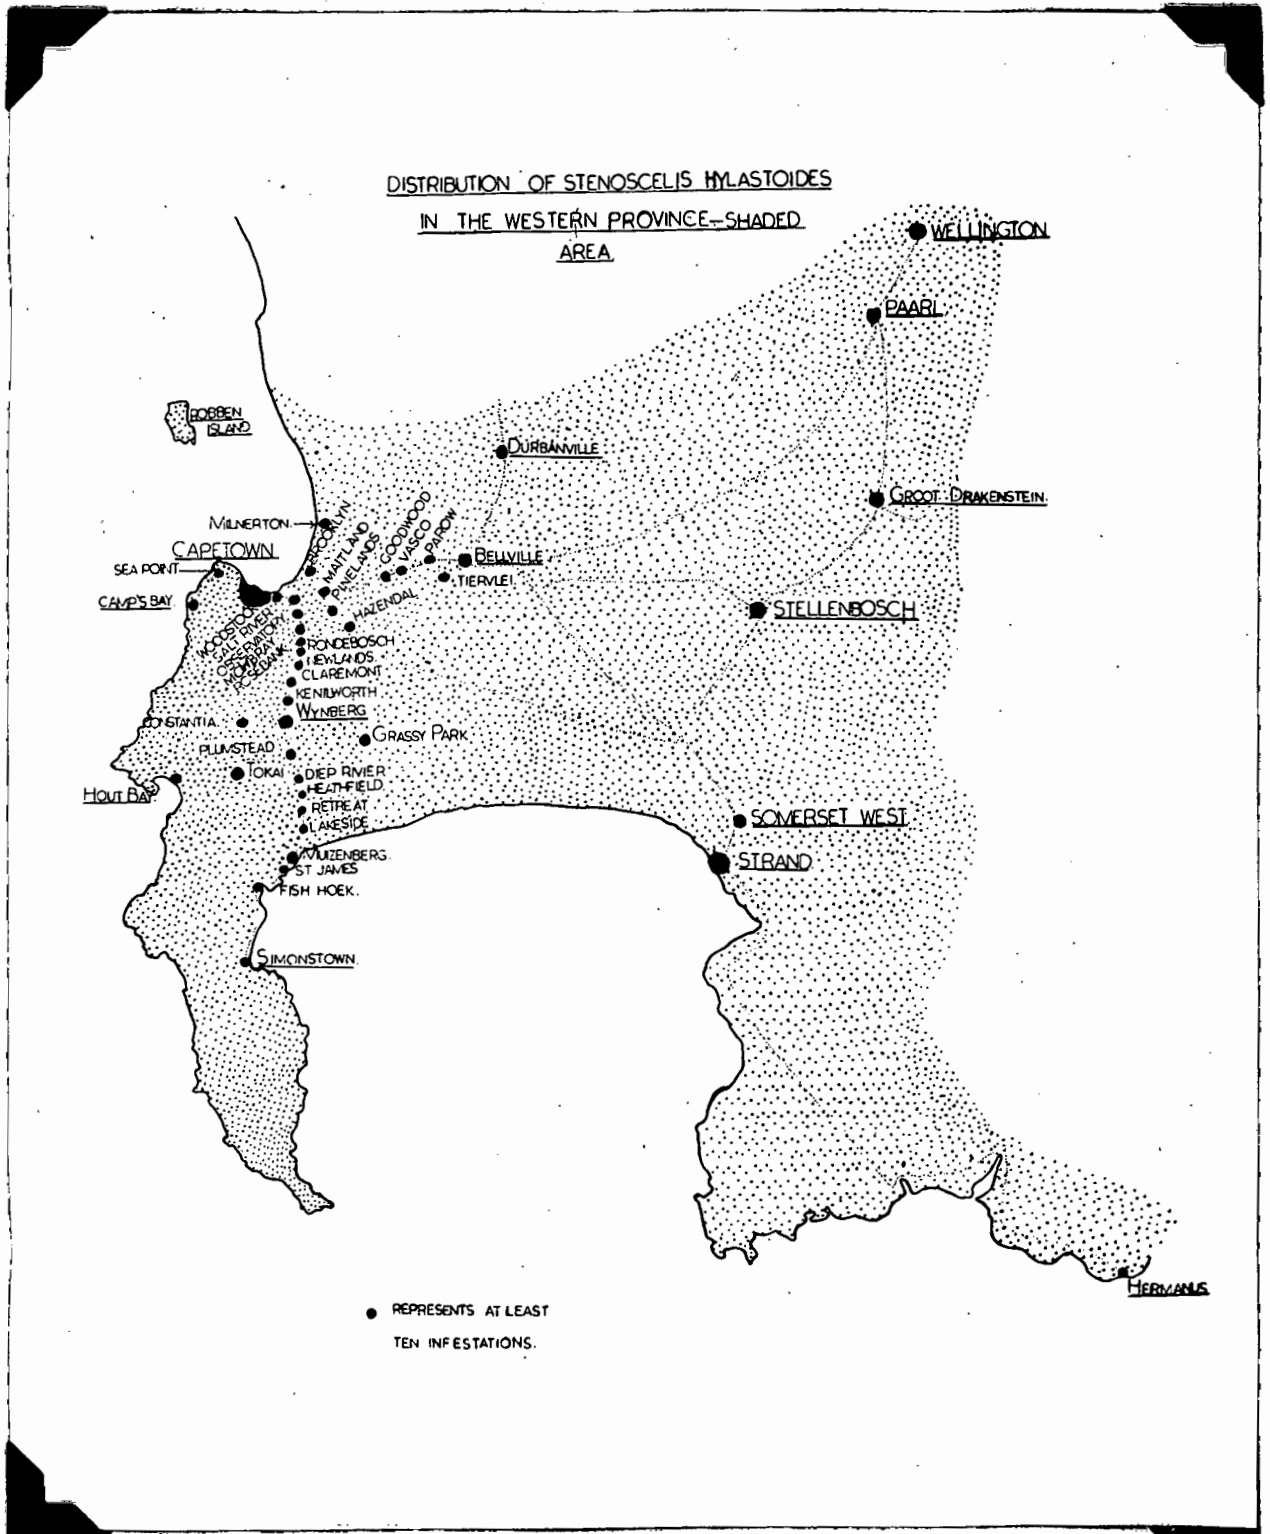 DISTRIBUTION OF STENOSCELIS HYLASTOIDES
IN THE WESTERN PROVINCE-SHADED
AREA.
WELLINGTON
PAARL
ROBBEN
ISLAND
DURBANVILLE
GROOT DRAKENSTEIN.
MILNERTON.
BROOKLYN
MAITLAND
PINELANDS
GOODWOOD
VASCO
PAROW
CAPETOWN
BELLVILLE
SEA POINT
TIERVLEI.
CAMP'S BAY
HAZENDAL
STELLENBOSCH
WOODSTOCK
SALT RIVER
OBSERVATORY
MOWBRAY
ROSEBANK
RONDEBOSCH
NEWLANDS
CLAREMONT
KENILWORTH
WYNBERG
CONSTANTIA.
GRASSY PARK
PLUMSTEAD
TOKAI
DIEP RIVER
HEATHFIELD
HOUT BAY
RETREAT
LAKESIDE
SOMERSET WEST
MUIZENBERG.
STRAND
ST JAMES
FISH HOEK.
SIMONSTOWN.
HERMANUS
REPRESENTS AT LEAST
TEN INFESTATIONS.